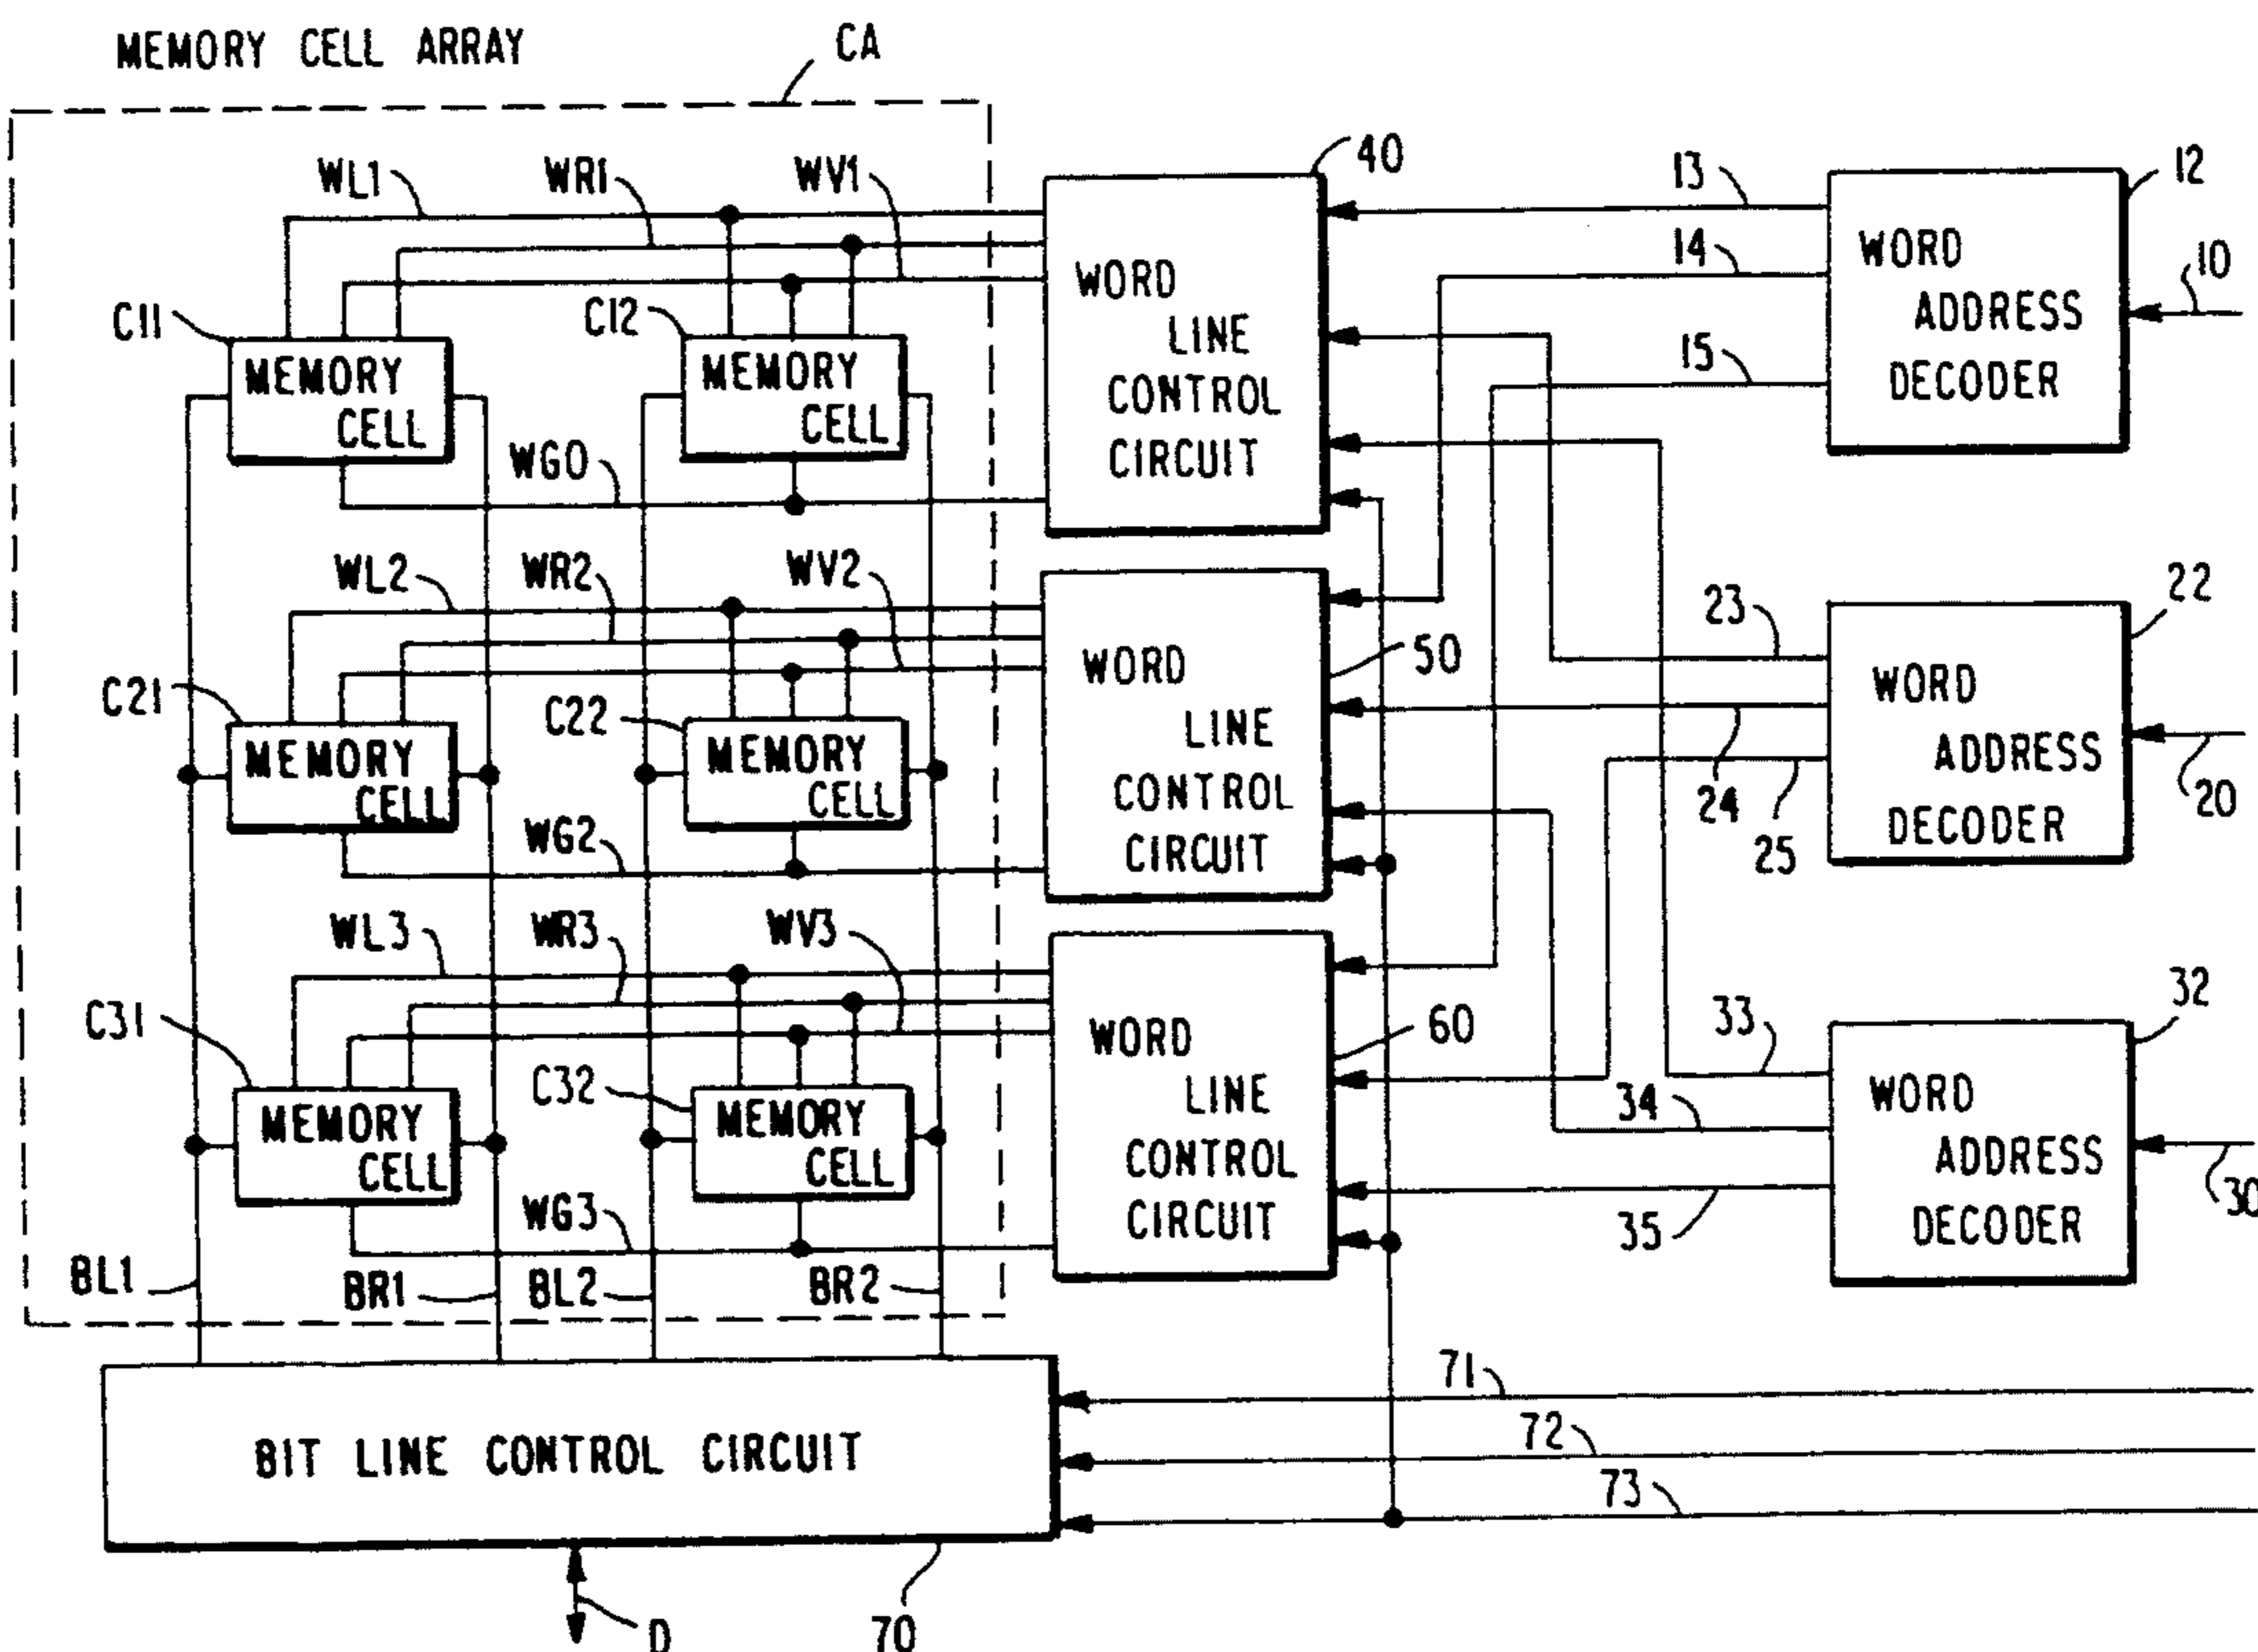 MEMORY CELL ARRAY
CA
WL1
WR1
WV1
40
13
12
14
10
15
WORD
LINE
CONTROL
CIRCUIT
WORD
ADDRESS
DECODER
C11
MEMORY
CELL
C12
MEMORY
CELL
WG0
WL2
WR2
WV2
50
23
22
24
25
20
WORD
LINE
CONTROL
CIRCUIT
WORD
ADDRESS
DECODER
C21
MEMORY
CELL
C22
MEMORY
CELL
WG2
WL3
WR3
WV3
60
33
32
34
35
30
WORD
LINE
CONTROL
CIRCUIT
WORD
ADDRESS
DECODER
C31
MEMORY
CELL
C32
MEMORY
CELL
WG3
BL1
BR1
BL2
BR2
71
72
73
BIT LINE CONTROL CIRCUIT
D
70